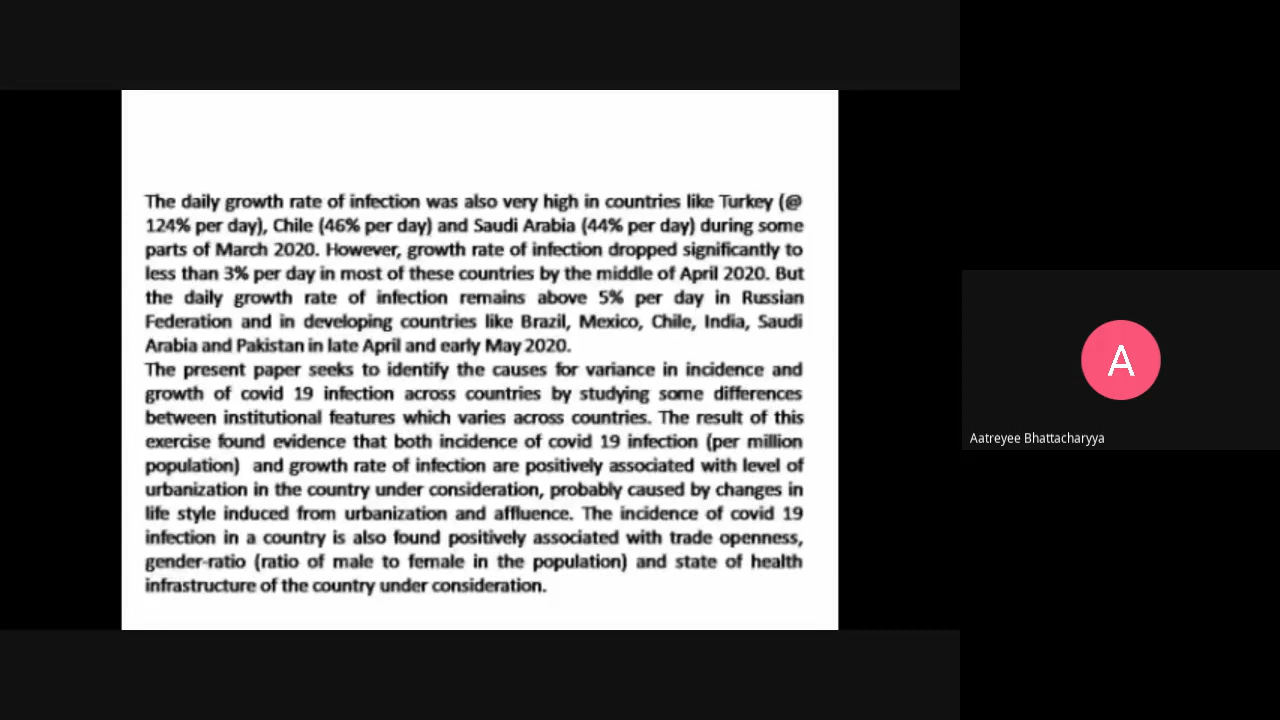 The daily growth rate of infection was also very high in countries like Turkey (@
124% per day), Chile (46% per day) and Saudi Arabia (44% per day) during some
parts of March 2020. However, growth rate of infection dropped significantly to
less than 3% per day in most of these countries by the middle of April 2020. But
the daily growth rate of infection remains above 5% per day in Russian
Federation and in developing countries like Brazil, Mexico, Chile, India, Saudi
Arabia and Pakistan in late April and early May 2020.
The present paper seeks to identify the causes for variance in incidence and
growth of covid 19 infection across countries by studying some differences
between institutional features which varies across countries. The result of this
exercise found evidence that both incidence of covid 19 infection (per million
population) and growth rate of infection are positively associated with level of
urbanization in the country under consideration, probably caused by changes in
life style induced from urbanization and affluence. The incidence of covid 19
infection in a country is also found positively associated with trade openness,
gender-ratio (ratio of male to female in the population) and state of health
infrastructure of the country under consideration.
A
Aatreyee Bhattacharyya